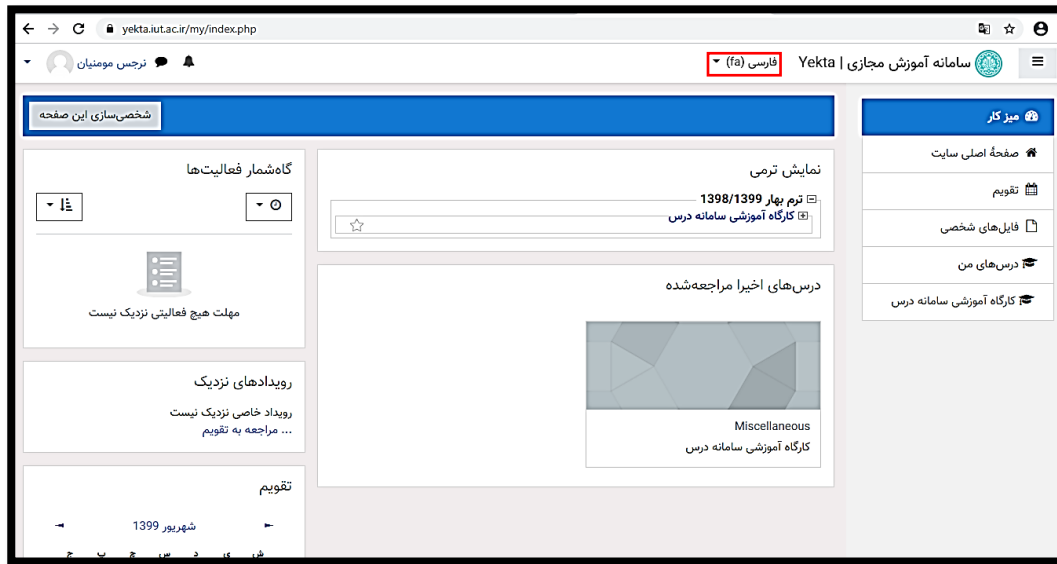 yekta.iut.ac.ir/my/index.php
سامانه آموزش مجازی | Yekta
فارسی (fa)
نرجس مومنیان
میز کار
صفحهٔ اصلی سایت
تقویم
فایل‌های شخصی
درس‌های من
کارگاه آموزشی سامانه درس
شخصی‌سازی این صفحه
نمایش ترمی
ترم بهار 1398/1399
کارگاه آموزشی سامانه درس
درس‌های اخیرا مراجعه‌شده
Miscellaneous
کارگاه آموزشی سامانه درس
گاه‌شمار فعالیت‌ها
مهلت هیچ فعالیتی نزدیک نیست
رویدادهای نزدیک
رویداد خاصی نزدیک نیست
مراجعه به تقویم ...
تقویم
شهریور 1399
ش ی د س چ پ ج